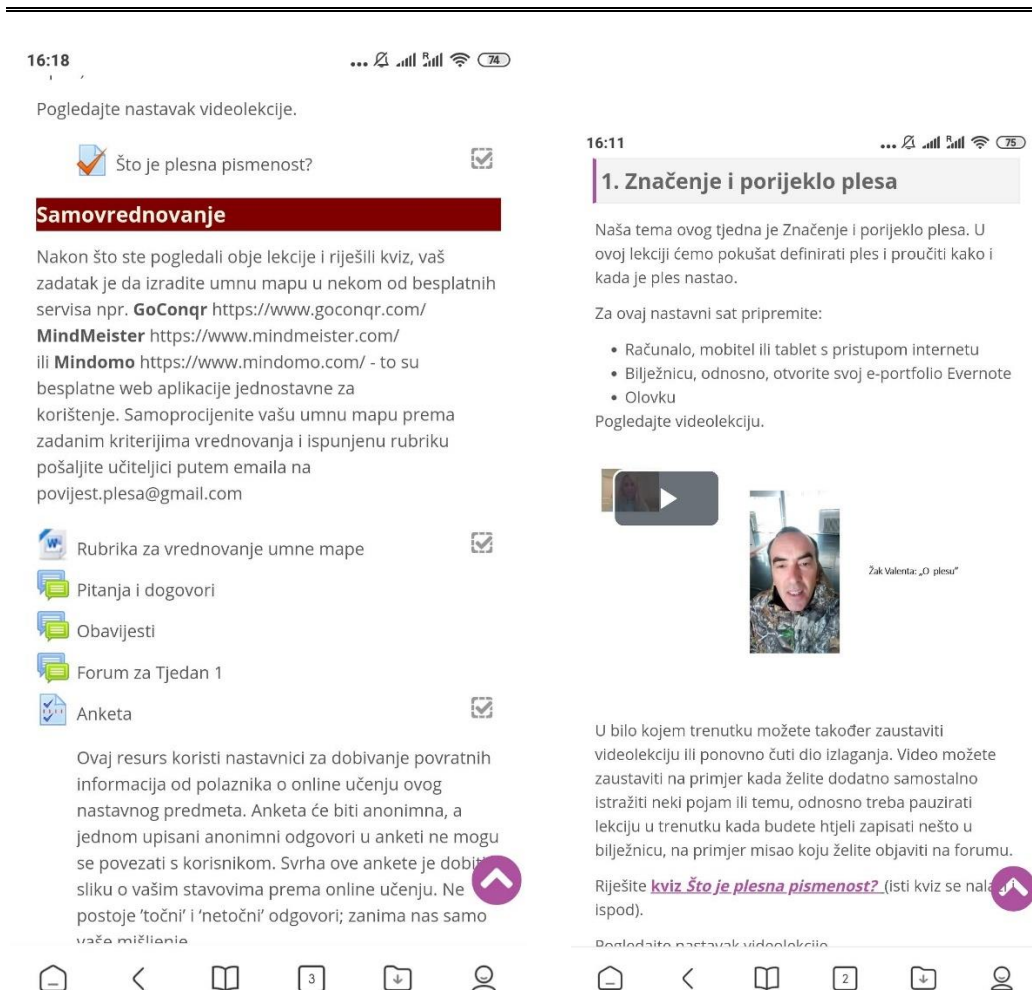 16:18
... R 74
Pogledajte nastavak videolekcije.
Što je plesna pismenost?
Samovrednovanje
Nakon što ste pogledali obje lekcije i riješili kviz, vaš
zadatak je da izradite umnu mapu u nekom od besplatnih
servisa npr. GoConqr https://www.goconqr.com/
MindMeister https://www.mindmeister.com/
ili Mindomo https://www.mindomo.com/ - to su
besplatne web aplikacije jednostavne za
korištenje. Samoprocijenite vašu umnu mapu prema
zadanim kriterijima vrednovanja i ispunjenu rubriku
pošaljite učiteljici putem emaila na
povijest.plesa@gmail.com
Rubrika za vrednovanje umne mape
Pitanja i dogovori
Obavijesti
Forum za Tjedan 1
Anketa
Ovaj resurs koristi nastavnici za dobivanje povratnih
informacija od polaznika o online učenju ovog
nastavnog predmeta. Anketa će biti anonimna, a
jednom upisani anonimni odgovori u anketi ne mogu
se povezati s korisnikom. Svrha ove ankete je dobiti
sliku o vašim stavovima prema online učenju. Ne
postoje 'točni' i 'netočni' odgovori; zanima nas samo
vaše mišljenje
3
16:11
... R 75
1. Značenje i porijeklo plesa
Naša tema ovog tjedna je Značenje i porijeklo plesa. U
ovoj lekciji ćemo pokušat definirati ples i proučiti kako i
kada je ples nastao.
Za ovaj nastavni sat pripremite:
• Računalo, mobitel ili tablet s pristupom internetu
• Bilježnicu, odnosno, otvorite svoj e-portfolio Evernote
• Olovku
Pogledajte videolekciju.
Žak Valenta: „O plesu"
U bilo kojem trenutku možete također zaustaviti
videolekciju ili ponovno čuti dio izlaganja. Video možete
zaustaviti na primjer kada želite dodatno samostalno
istražiti neki pojam ili temu, odnosno treba pauzirati
lekciju u trenutku kada budete htjeli zapisati nešto u
bilježnicu, na primjer misao koju želite objaviti na forumu.
Riješite kviz Što je plesna pismenost? (isti kviz se
ispod).
Pogledajte nastavak videolekcije
2